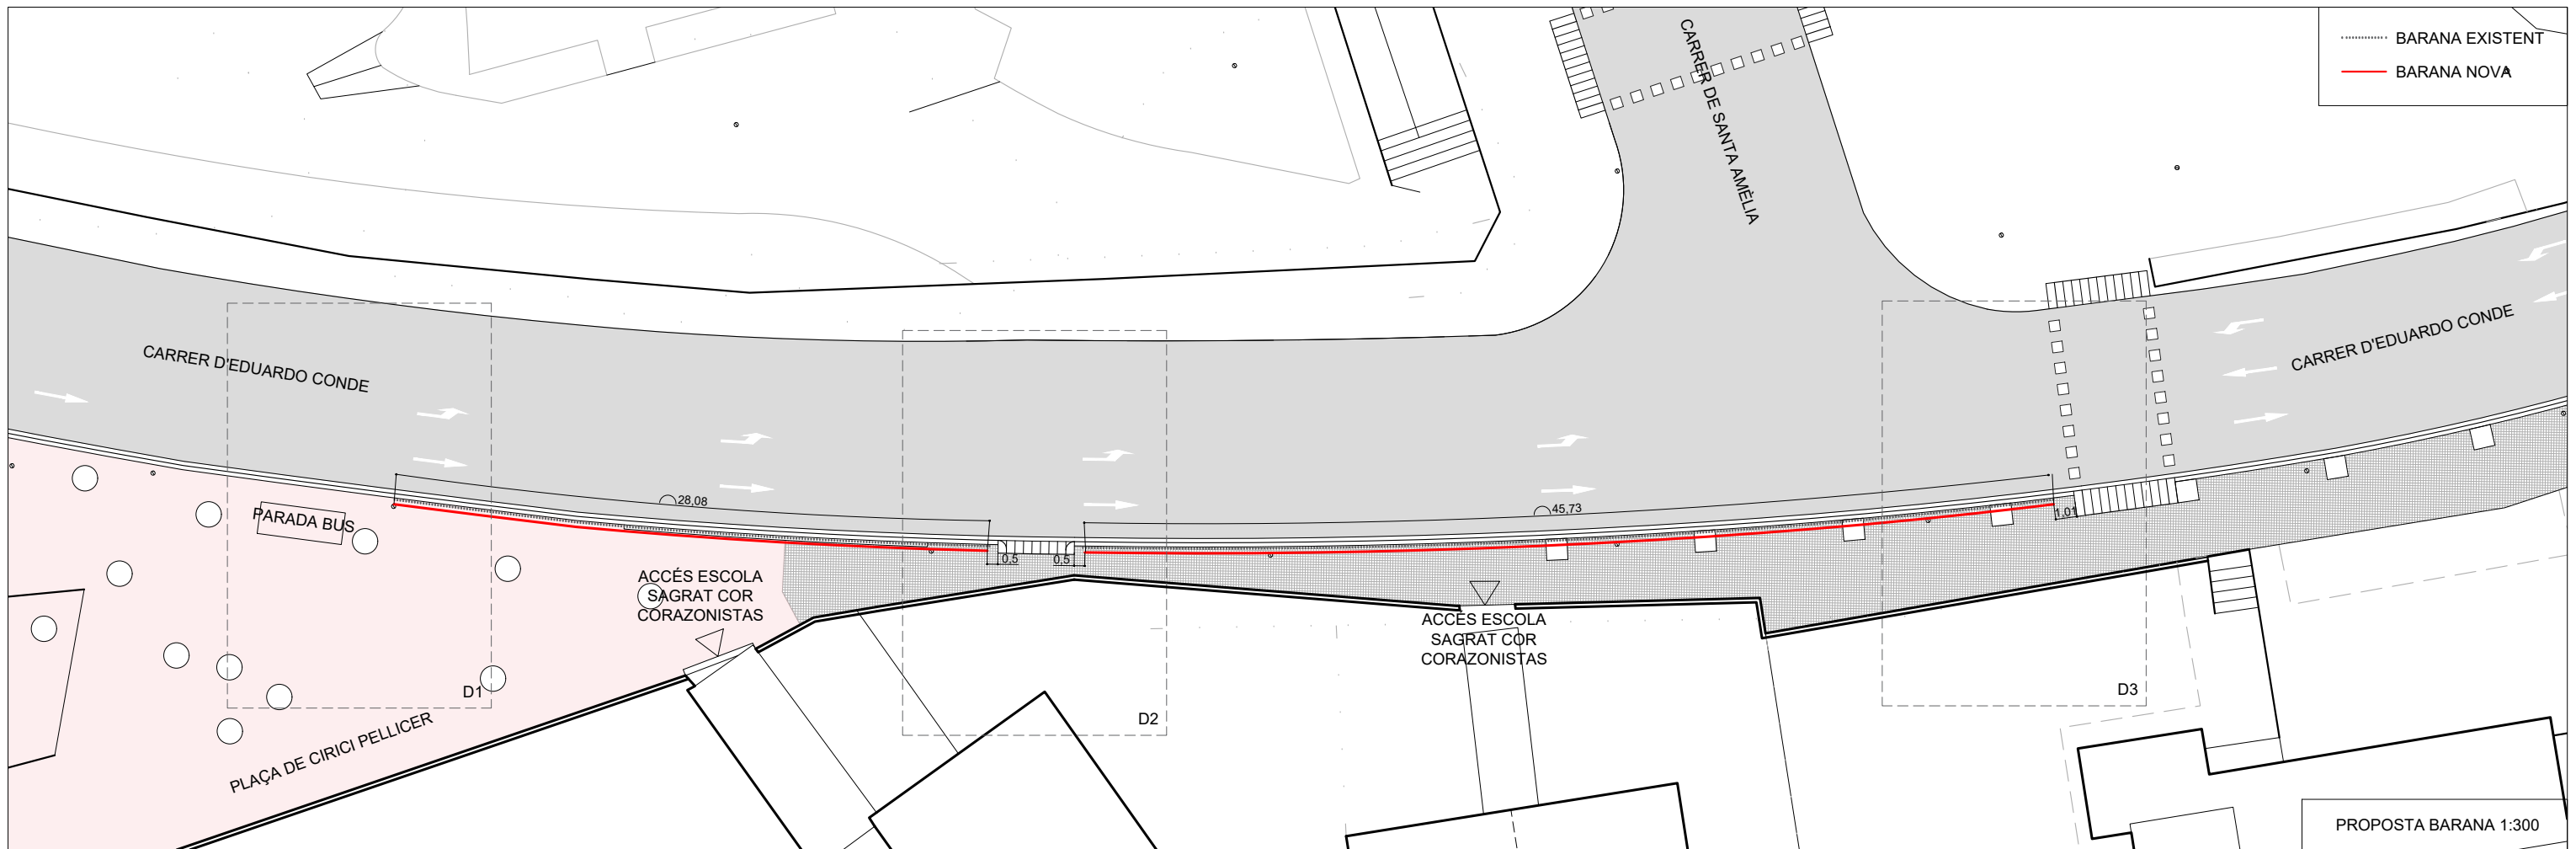 BARANA EXISTENT
BARANA NOVA
CARRER DE SANTA AMÈLIA
CARRER D'EDUARDO CONDE
CARRER D'EDUARDO CONDE
28,08
45,73
1,01
0,5
0,5
PARADA BUS
ACCÉS ESCOLA
SAGRAT COR
CORAZONISTAS
ACCÉS ESCOLA
SAGRAT COR
CORAZONISTAS
D1
D2
D3
PLAÇA DE CIRICI PELLICER
PROPOSTA BARANA 1:300